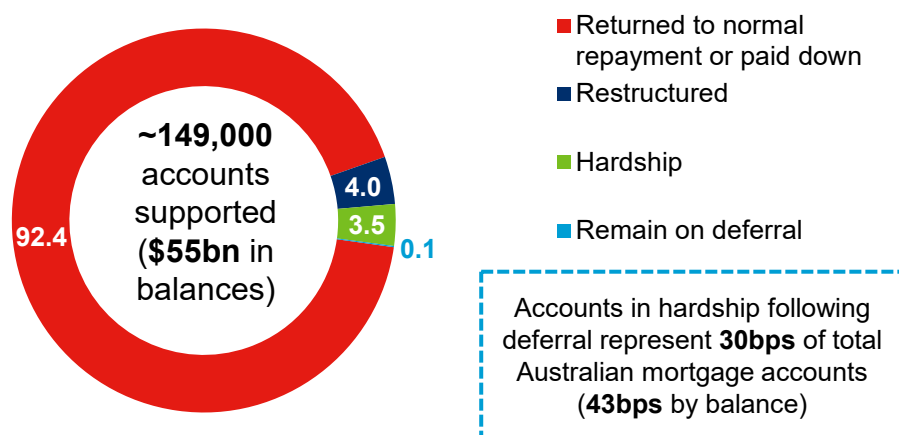 ~149,000
accounts
supported
($55bn in
balances)
92.4
4.0
3.5
0.1
Returned to normal
repayment or paid down
Restructured
Hardship
Remain on deferral
Accounts in hardship following
deferral represent 30bps of total
Australian mortgage accounts
(43bps by balance)